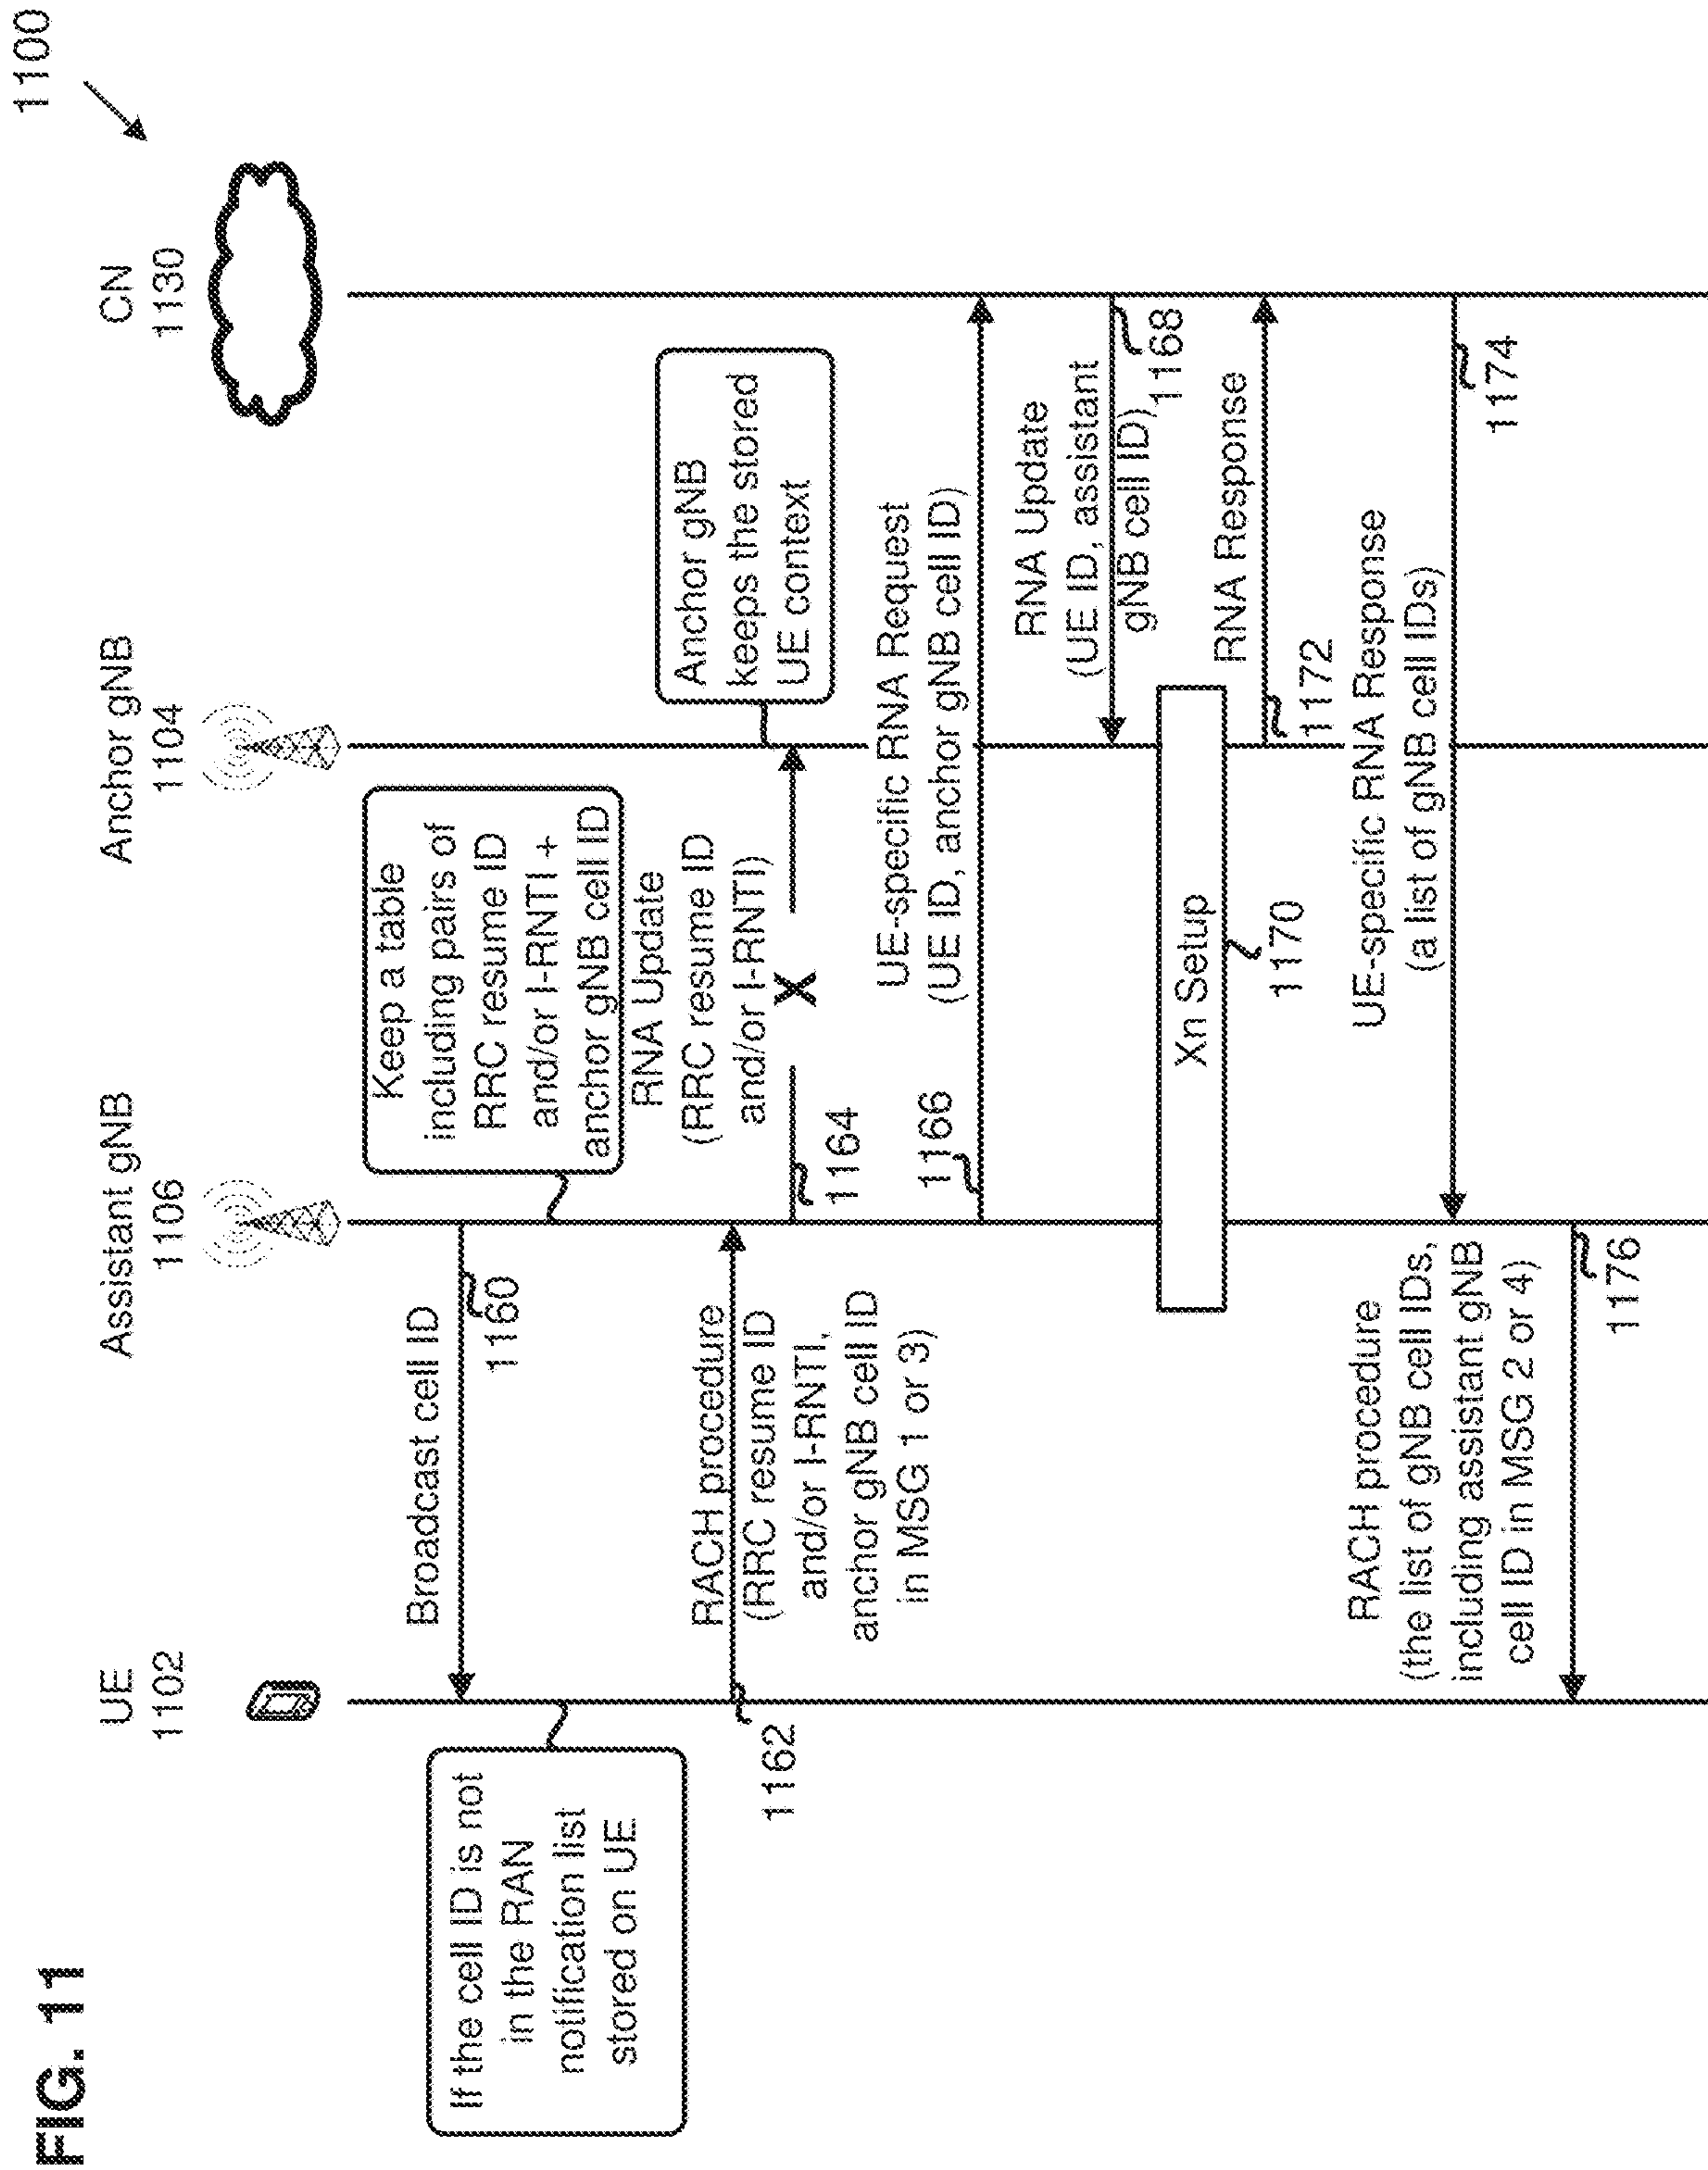 FIG. 11
1100
UE
1102
Assistant gNB
1106
Anchor gNB
1104
CN
1130
Broadcast cell ID
1160
If the cell ID is not
in the RAN
notification list
stored on UE
Keep a table
including pairs of
RRC resume ID
and/or I-RNTI +
anchor gNB cell ID
RACH procedure
(RRC resume ID
and/or I-RNTI,
anchor gNB cell ID
in MSG 1 or 3)
1162
RNA Update
(RRC resume ID
and/or I-RNTI)
X
1164
Anchor gNB
keeps the stored
UE context
UE-specific RNA Request
(UE ID, anchor gNB cell ID)
1166
RNA Update
(UE ID, assistant
gNB cell ID)
1168
Xn Setup
1170
RNA Response
1172
UE-specific RNA Response
(a list of gNB cell IDs)
1174
RACH procedure
(the list of gNB cell IDs,
including assistant gNB
cell ID in MSG 2 or 4)
1176